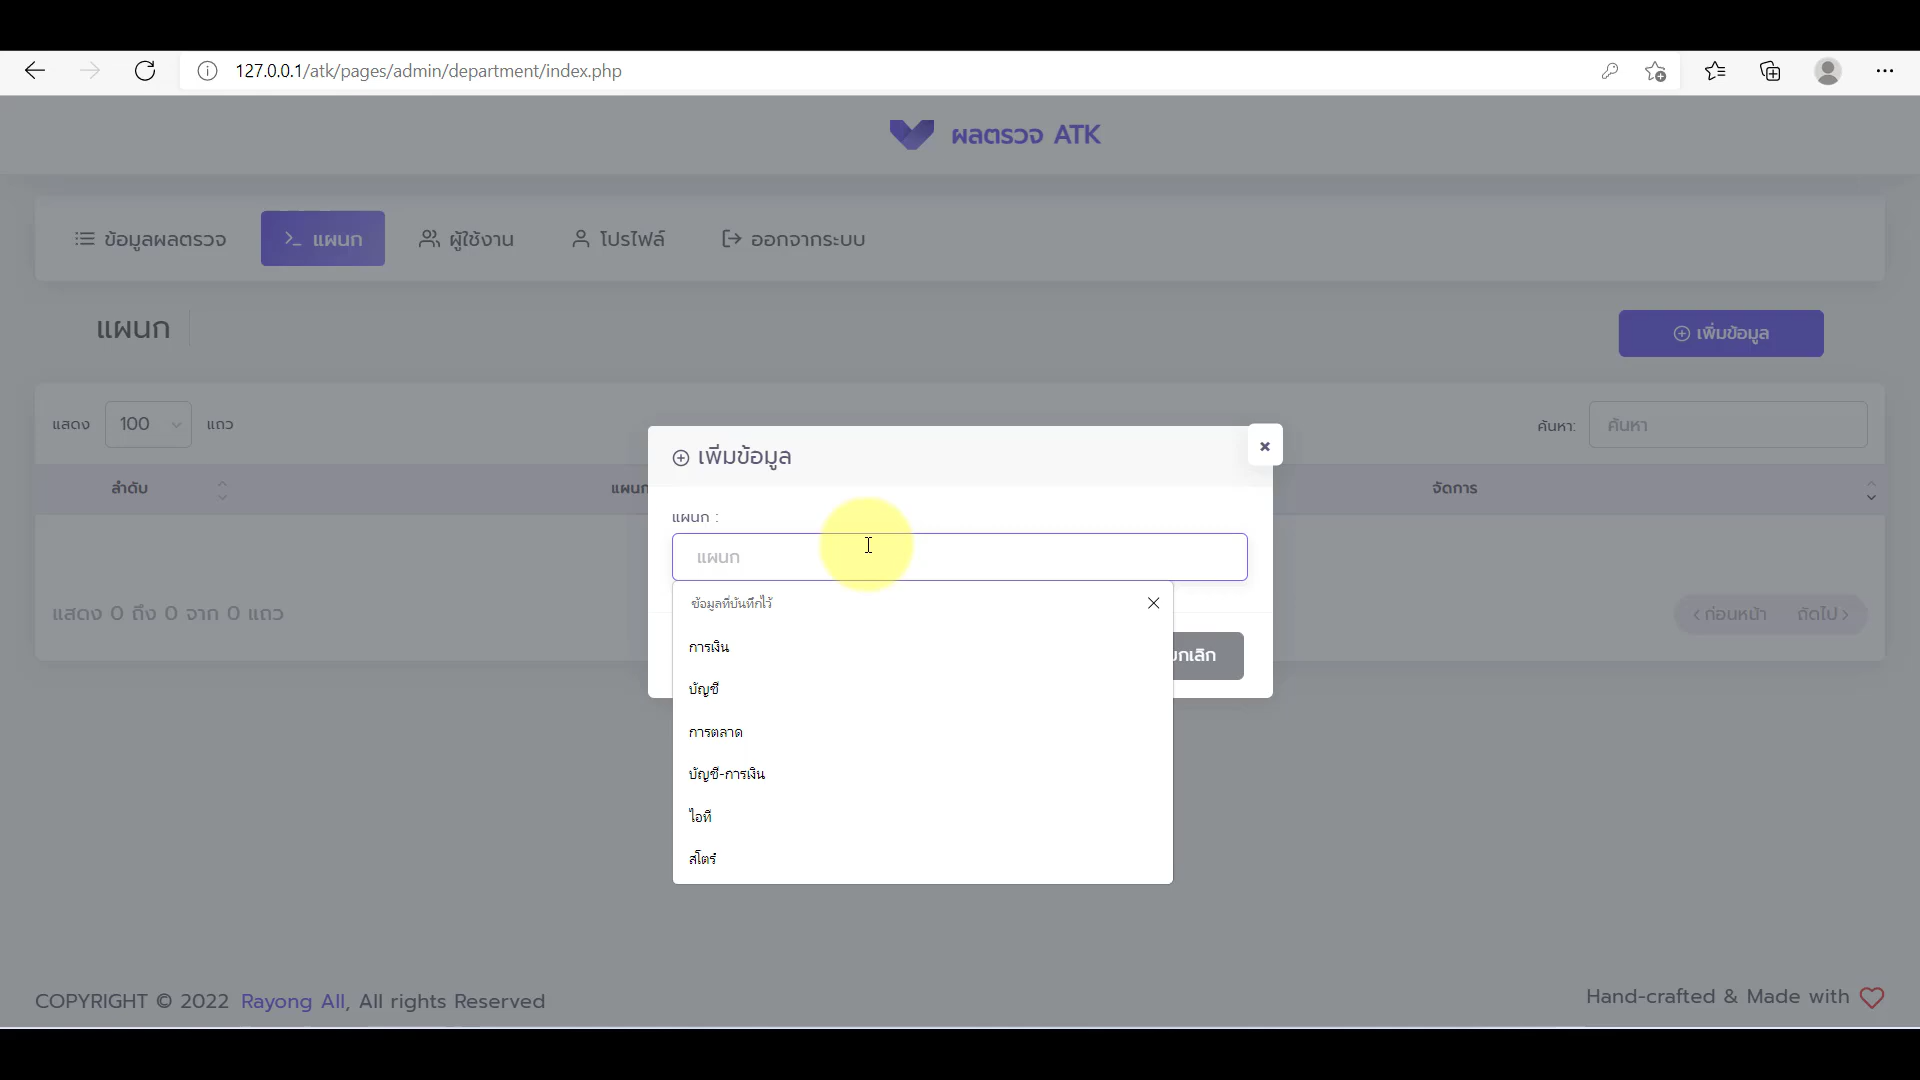 127.0.0.1/atk/pages/admin/department/index.php
ผลตรวจ ATK
ข้อมูลผลตรวจ
แผนก
ผู้ใช้งาน
โปรไฟล์
ออกจากระบบ
แผนก
เพิ่มข้อมูล
แสดง 100 แถว
ค้นหา: ค้นหา
ลำดับ
แผนก
จัดการ
แสดง 0 ถึง 0 จาก 0 แถว
ก่อนหน้า ถัดไป
เพิ่มข้อมูล
แผนก :
แผนก
ข้อมูลที่บันทึกไว้
การเงิน
บัญชี
การตลาด
บัญชี-การเงิน
ไอที
สโตร์
กเลิก
COPYRIGHT © 2022 Rayong All, All rights Reserved
Hand-crafted & Made with